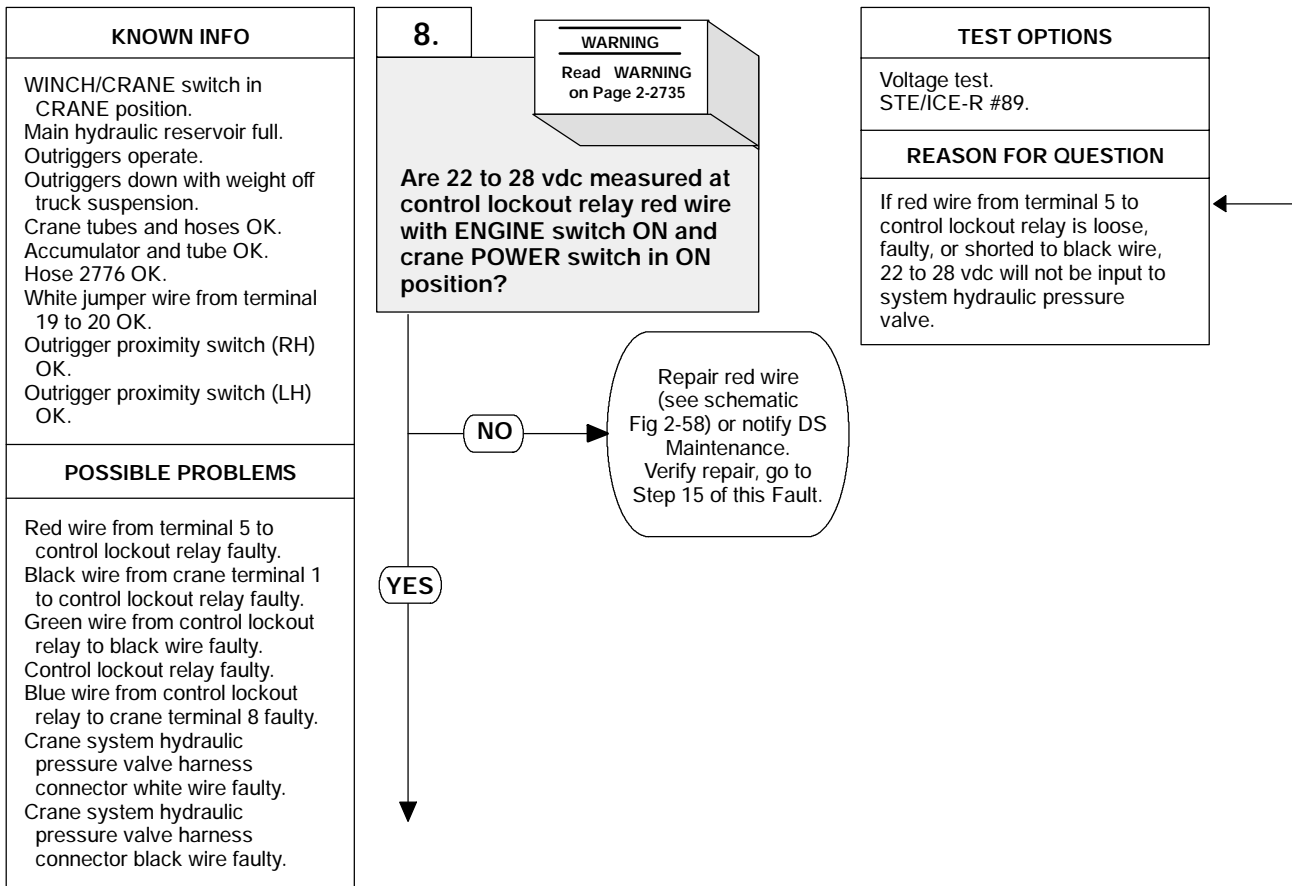 KNOWN INFO
WINCH/CRANE switch in
CRANE position.
Main hydraulic reservoir full.
Outriggers operate.
Outriggers down with weight off
truck suspension.
Crane tubes and hoses OK.
Accumulator and tube OK.
Hose 2776 OK.
White jumper wire from terminal
19 to 20 OK.
Outrigger proximity switch (RH)
OK.
Outrigger proximity switch (LH)
OK.
POSSIBLE PROBLEMS
Red wire from terminal 5 to
control lockout relay faulty.
Black wire from crane terminal 1
to control lockout relay faulty.
Green wire from control lockout
relay to black wire faulty.
Control lockout relay faulty.
Blue wire from control lockout
relay to crane terminal 8 faulty.
Crane system hydraulic
pressure valve harness
connector white wire faulty.
Crane system hydraulic
pressure valve harness
connector black wire faulty.
8.
WARNING
Read WARNING
on Page 2-2735
Are 22 to 28 vdc measured at
control lockout relay red wire
with ENGINE switch ON and
crane POWER switch in ON
position?
NO
Repair red wire
(see schematic
Fig 2-58) or notify DS
Maintenance.
Verify repair, go to
Step 15 of this Fault.
YES
TEST OPTIONS
Voltage test.
STE/ICE-R #89.
REASON FOR QUESTION
If red wire from terminal 5 to
control lockout relay is loose,
faulty, or shorted to black wire,
22 to 28 vdc will not be input to
system hydraulic pressure
valve.